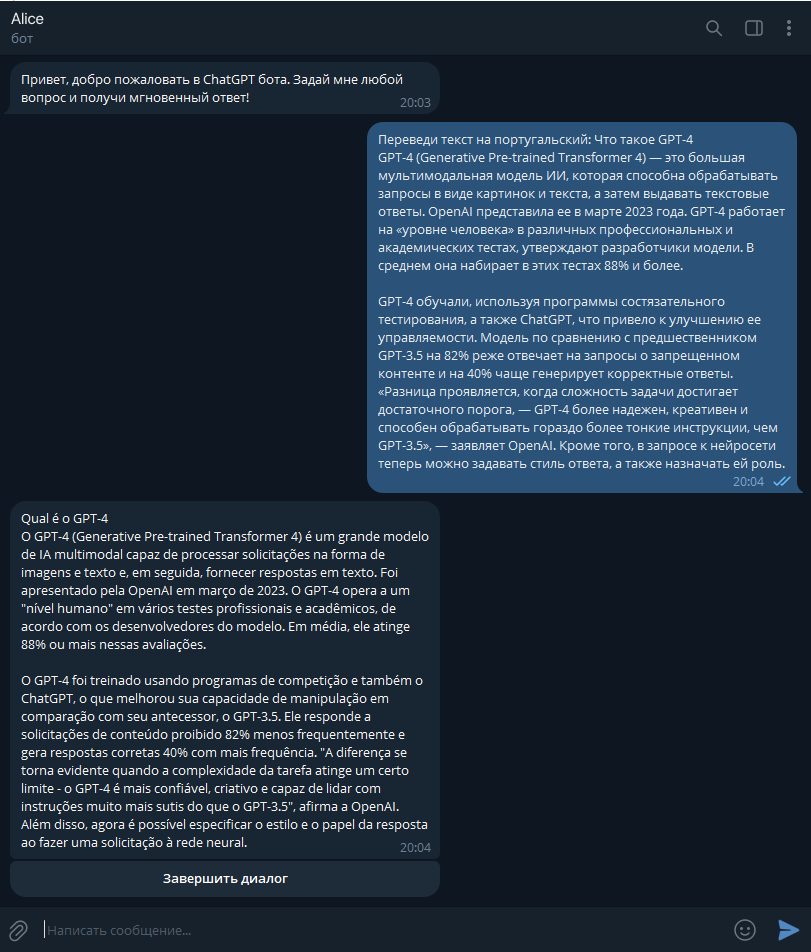 Alice
бот
Привет, добро пожаловать в ChatGPT бота. Задай мне любой
вопрос и получи мгновенный ответ!
20:03
Переведи текст на португальский: Что такое GPT-4
GPT-4 (Generative Pre-trained Transformer 4) — это большая
мультимодальная модель ИИ, которая способна обрабатывать
запросы в виде картинок и текста, а затем выдавать текстовые
ответы. OpenAI представила ее в марте 2023 года. GPT-4 работает
на «уровне человека» в различных профессиональных и
академических тестах, утверждают разработчики модели. В
среднем она набирает в этих тестах 88% и более.
GPT-4 обучали, используя программы состязательного
тестирования, а также ChatGPT, что привело к улучшению ее
управляемости. Модель по сравнению с предшественником
GPT-3.5 на 82% реже отвечает на запросы о запрещенном
контенте и на 40% чаще генерирует корректные ответы.
«Разница проявляется, когда сложность задачи достигает
достаточного порога, — GPT-4 более надежен, креативен и
способен обрабатывать гораздо более тонкие инструкции, чем
GPT-3.5», — заявляет OpenAI. Кроме того, в запросе к нейросети
теперь можно задавать стиль ответа, а также назначать ей роль.
20:04
Qual é o GPT-4
O GPT-4 (Generative Pre-trained Transformer 4) é um grande modelo
de IA multimodal capaz de processar solicitações na forma de
imagens e texto e, em seguida, fornecer respostas em texto. Foi
apresentado pela OpenAI em março de 2023. O GPT-4 opera a um
"nível humano" em vários testes profissionais e acadêmicos, de
acordo com os desenvolvedores do modelo. Em média, ele atinge
88% ou mais nessas avaliações.
O GPT-4 foi treinado usando programas de competição e também o
ChatGPT, o que melhorou sua capacidade de manipulação em
comparação com seu antecessor, o GPT-3.5. Ele responde a
solicitações de conteúdo proibido 82% menos frequentemente e
gera respostas corretas 40% com mais frequência. "A diferença se
torna evidente quando a complexidade da tarefa atinge um certo
limite - o GPT-4 é mais confiável, criativo e capaz de lidar com
instruções muito mais sutis do que o GPT-3.5", afirma a OpenAI.
Além disso, agora é possível especificar o estilo e o papel da resposta
ao fazer uma solicitação à rede neural.
20:04
Завершить диалог
Написать сообщение...